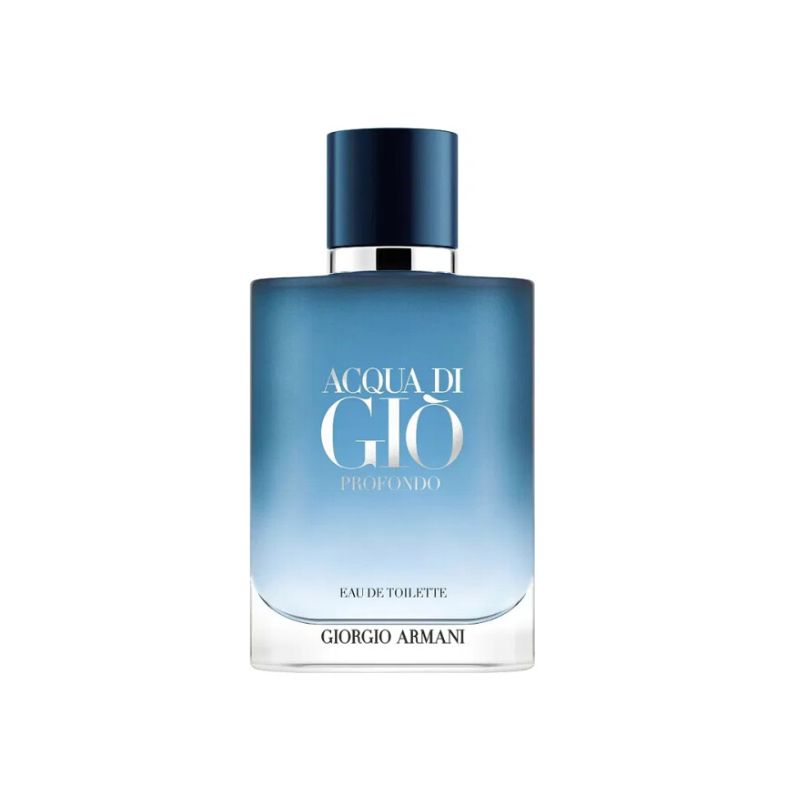 ACQUA DI
GIÒ
PROFONDO
EAU DE TOILETTE
GIORGIO ARMANI